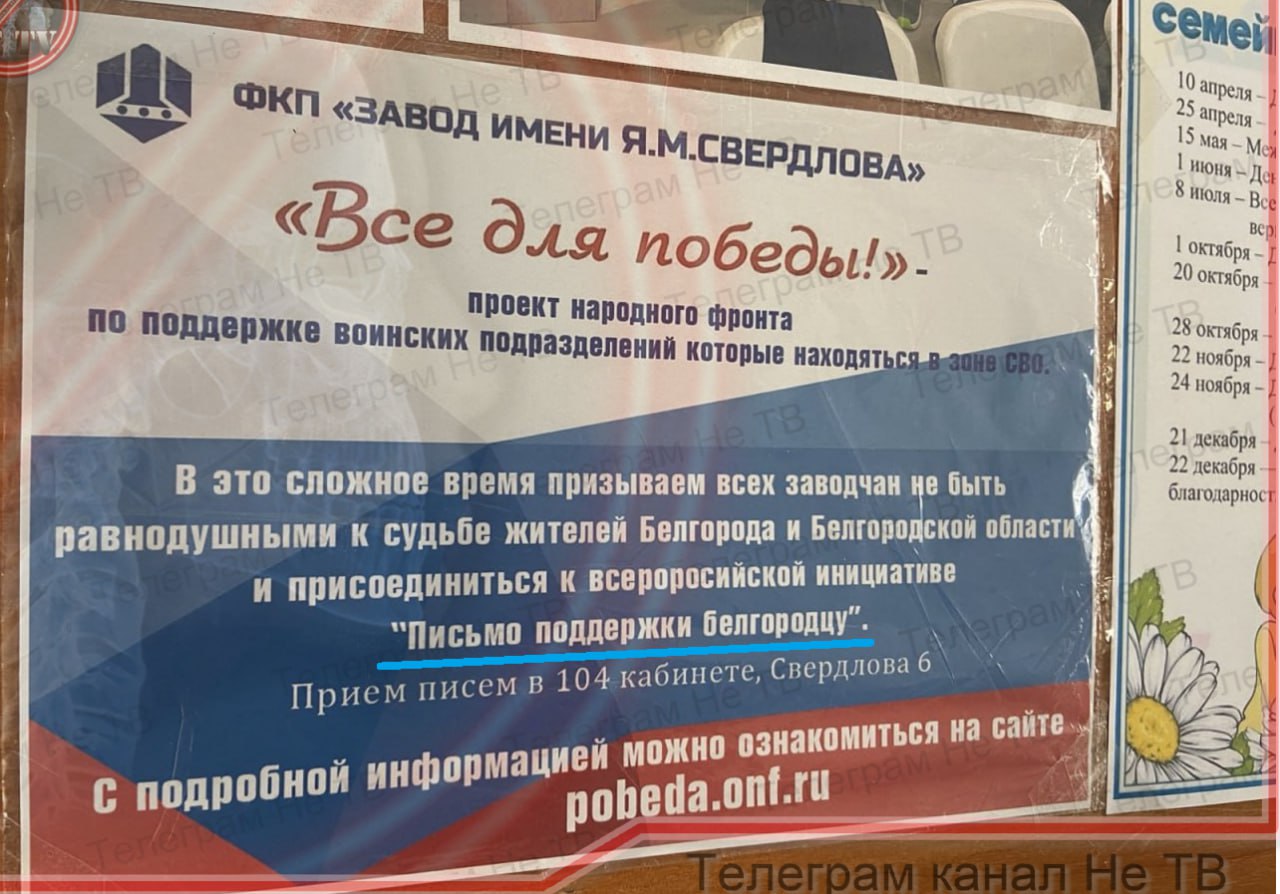 ФКП «ЗАВОД ИМЕНИ Я.М.СВЕРДЛОВА»
«Все для победы!» -
проект народного фронта
по поддержке воинских подразделений которые находяться в зоне СВО.
В это сложное время призываем всех заводчан не быть
равнодушными к судьбе жителей Белгорода и Белгородской области
и присоединиться к всероросийской инициативе
“Письмо поддержки белгородцу”.
Прием писем в 104 кабинете, Свердлова 6
С подробной информацией можно ознакомиться на сайте
pobeda.onf.ru
семей
10 апреля –
25 апреля –
15 мая –
1 июня –
8 июля – Все
1 октября –
20 октября
28 октября
22 ноября –
24 ноября –
21 декабря
22 декабря
Телеграм канал Не ТВ